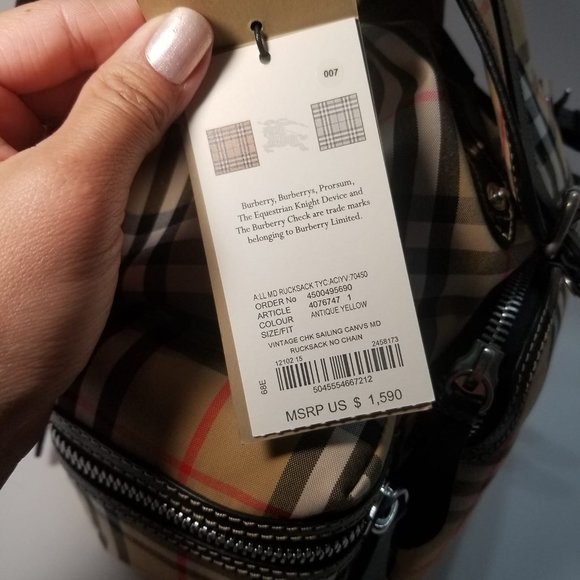 007
Burberry, Burberrys, Prorsum,
The Equestrian Knight Device and
The Burberry Check are trade marks
belonging to Burberry Limited.
A:LL MD RUCKSACK TYC:ACIYV:70450
ORDER No 4500495690
ARTICLE 4076747 1
COLOUR ANTIQUE YELLOW
SIZE/FIT
VINTAGE CHK SAILING CANVS MD
RUCKSACK NO CHAIN
12102 15 2458173
68E
5045554667212
MSRP US $ 1,590